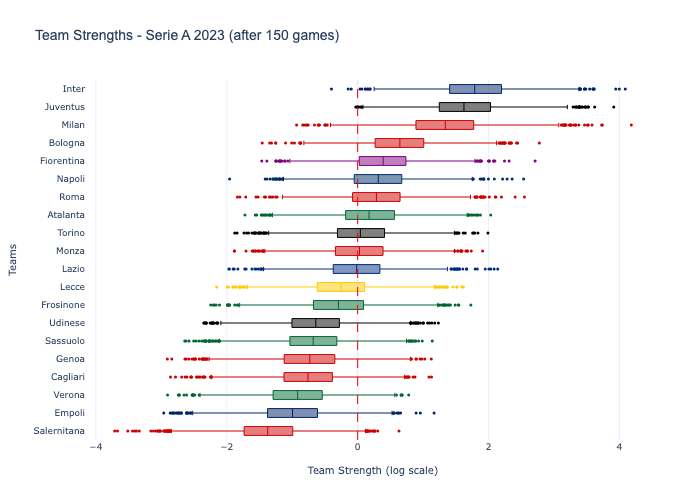 Team Strengths - Serie A 2023 (after 150 games)
Inter
Juventus
Milan
Bologna
Fiorentina
Napoli
Roma
Atalanta
Torino
Monza
Lazio
Lecce
Frosinone
Udinese
Sassuolo
Genoa
Cagliari
Verona
Empoli
Salernitana
Teams
−4 −2 0 2 4
Team Strength (log scale)